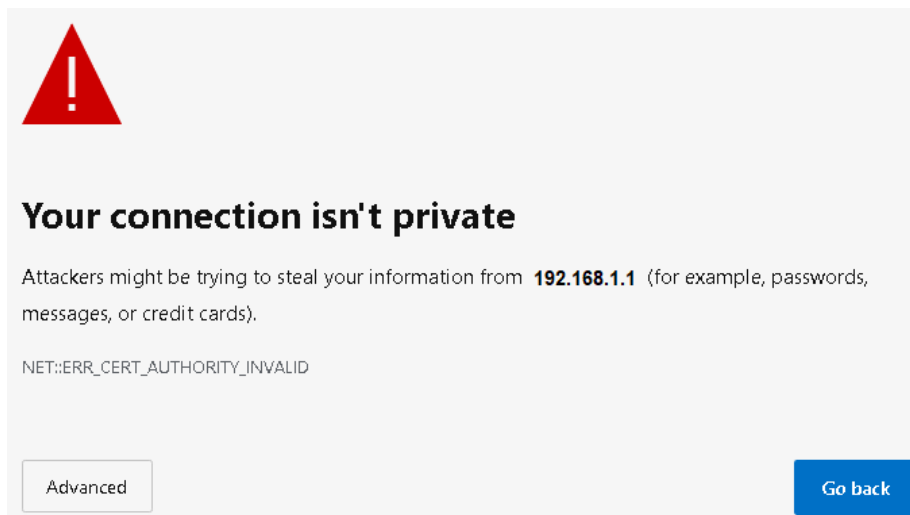 !
Your connection isn't private
Attackers might be trying to steal your information from 192.168.1.1 (for example, passwords,
messages, or credit cards).
NET::ERR_CERT_AUTHORITY_INVALID
Advanced
Go back